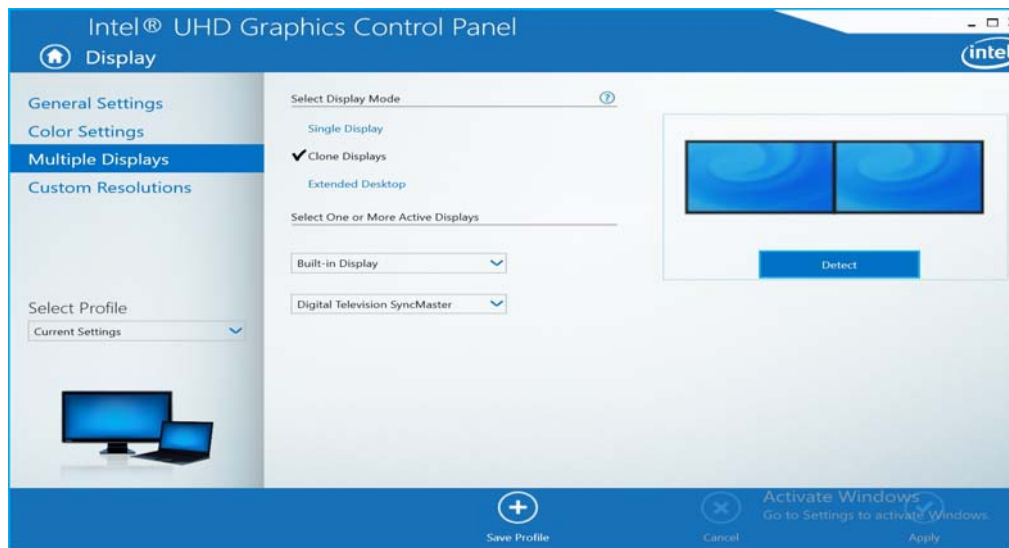 Intel® UHD Graphics Control Panel
Display
intel
General Settings
Color Settings
Multiple Displays
Custom Resolutions
Select Profile
Current Settings
Select Display Mode
Single Display
Clone Displays
Extended Desktop
Select One or More Active Displays
Built-in Display
Digital Television SyncMaster
Detect
Save Profile
Cancel
Apply
Activate Windows
Go to Settings to activate Windows.